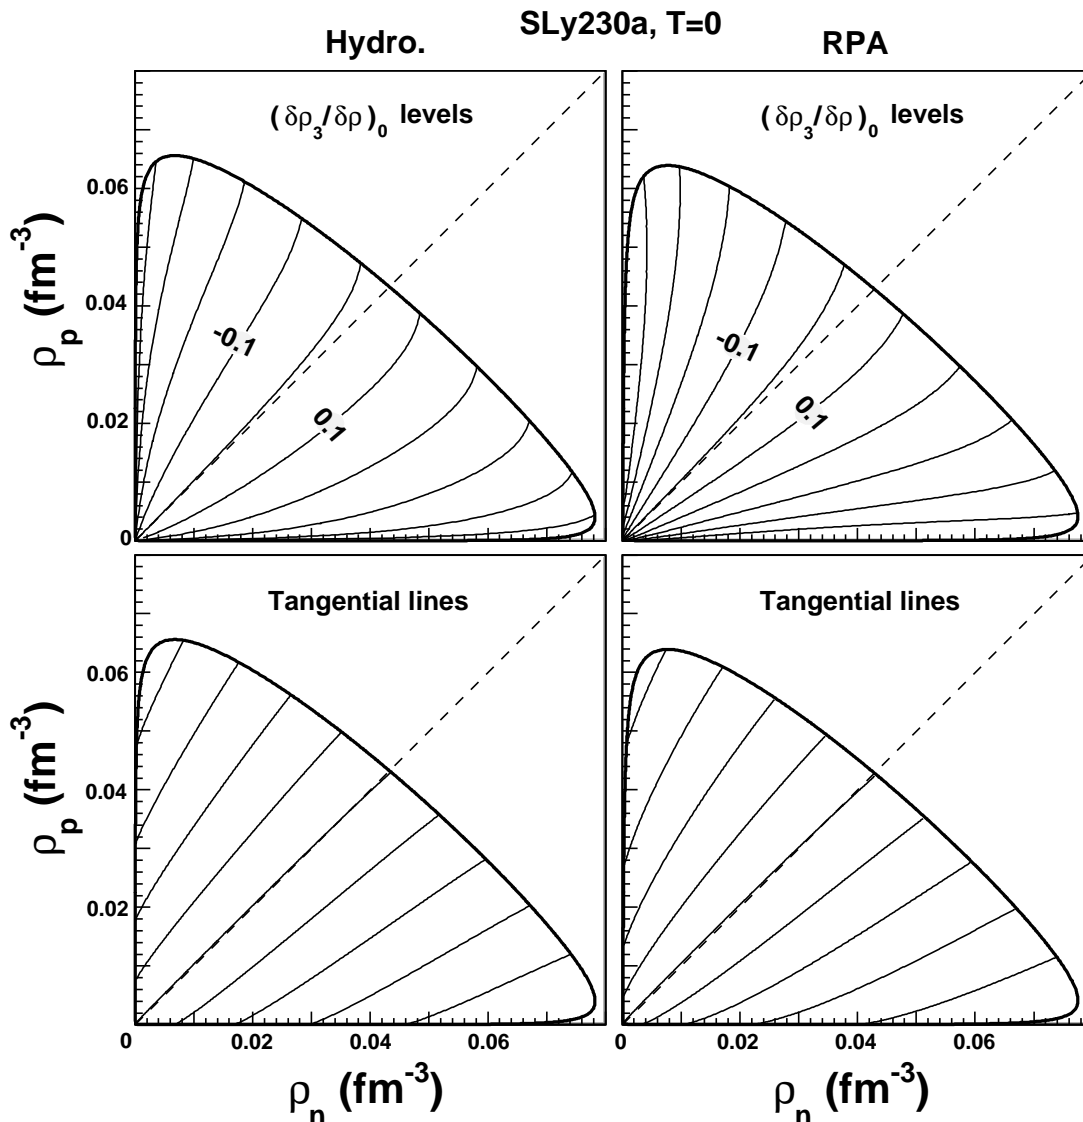 SLy230a, T=0
Hydro.
RPA
(δρ₃/δρ)₀ levels
(δρ₃/δρ)₀ levels
ρₚ (fm⁻³)
0.06
0.04
0.02
0
-0.1
0.1
-0.1
0.1
Tangential lines
Tangential lines
ρₚ (fm⁻³)
0.06
0.04
0.02
0
0.02
0.04
0.06
0
0.02
0.04
0.06
ρₙ (fm⁻³)
ρₙ (fm⁻³)